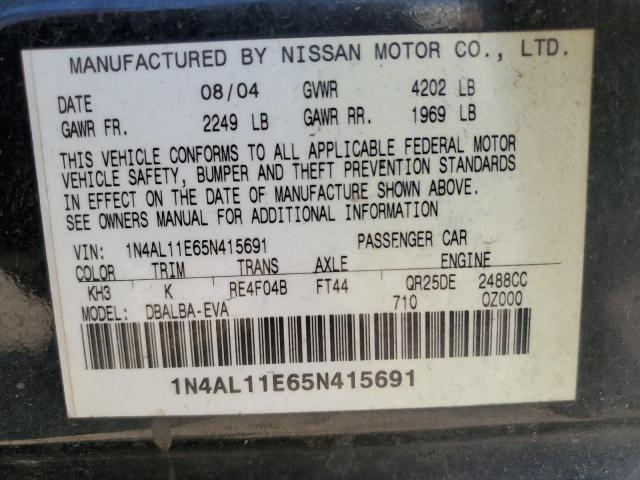 MANUFACTURED BY NISSAN MOTOR CO., LTD.
DATE 08/04 GVWR 4202 LB
GAWR FR. 2249 LB GAWR RR. 1969 LB
THIS VEHICLE CONFORMS TO ALL APPLICABLE FEDERAL MOTOR
VEHICLE SAFETY, BUMPER AND THEFT PREVENTION STANDARDS
IN EFFECT ON THE DATE OF MANUFACTURE SHOWN ABOVE.
SEE OWNERS MANUAL FOR ADDITIONAL INFORMATION
VIN: 1N4AL11E65N415691 PASSENGER CAR
COLOR TRIM TRANS AXLE ENGINE
KH3 K RE4F04B FT44 QR25DE 2488CC
MODEL: DBALBA-EVA 710 0Z000
1N4AL11E65N415691